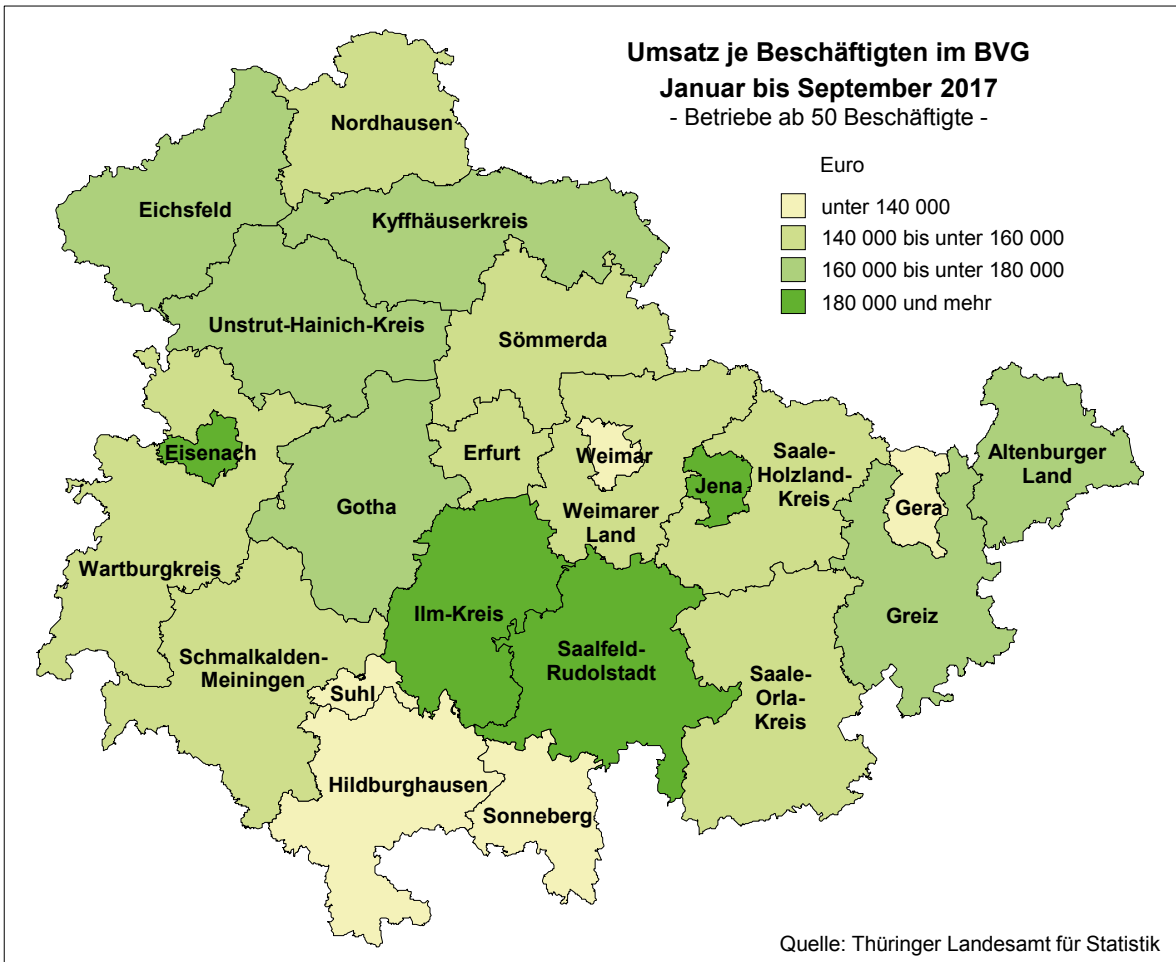 Umsatz je Beschäftigten im BVG
Januar bis September 2017
- Betriebe ab 50 Beschäftigte -
Euro
unter 140 000
140 000 bis unter 160 000
160 000 bis unter 180 000
180 000 und mehr
Nordhausen
Eichsfeld
Kyffhäuserkreis
Unstrut-Hainich-Kreis
Sömmerda
Eisenach
Erfurt
Weimar
Saale-
Holzland-
Kreis
Altenburger
Land
Jena
Gera
Gotha
Weimarer
Land
Wartburgkreis
Ilm-Kreis
Greiz
Schmalkalden-
Meiningen
Saalfeld-
Rudolstadt
Saale-
Orla-
Kreis
Suhl
Hildburghausen
Sonneberg
Quelle: Thüringer Landesamt für Statistik